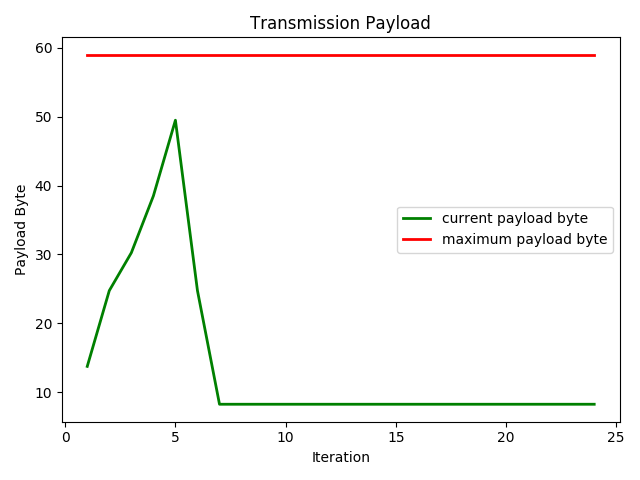 Transmission Payload
60
50
40
30
20
10
Payload Byte
current payload byte
maximum payload byte
0
5
10
15
20
25
Iteration